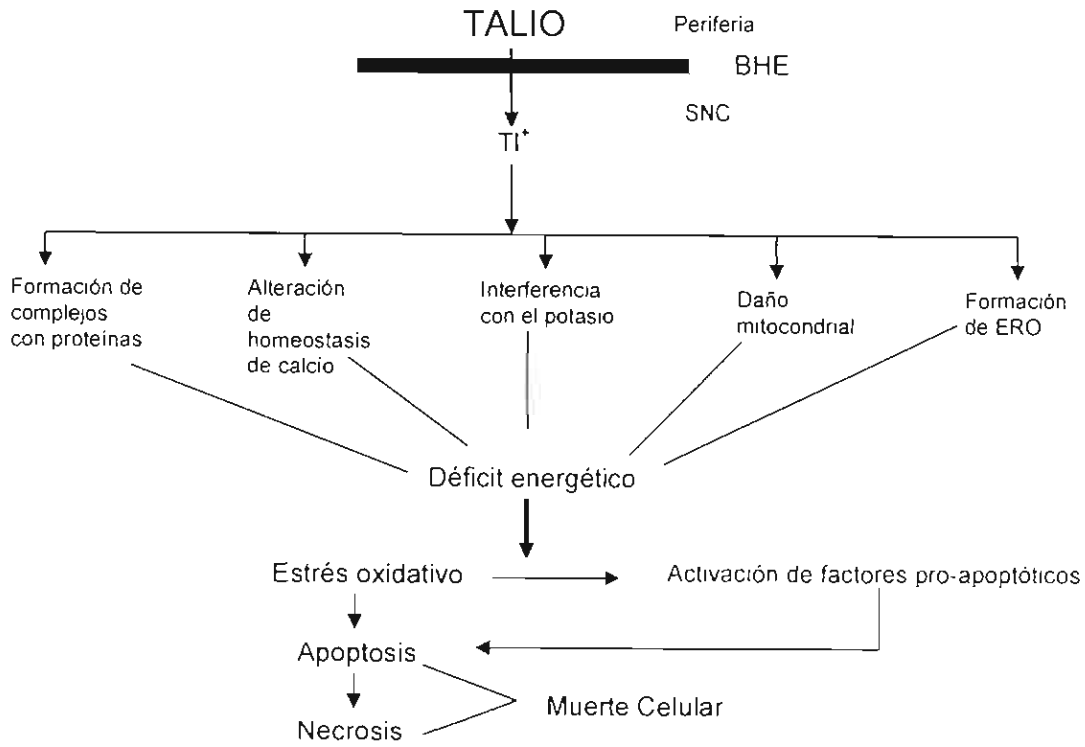 TALIO
Periferia
BHE
SNC
Tl⁺
Formación de
complejos
con proteínas
Alteración
de
homeostasis
de calcio
Interferencia
con el potasio
Daño
mitocondrial
Formación
de ERO
Déficit energético
Estrés oxidativo
Activación de factores pro-apoptóticos
Apoptosis
Muerte Celular
Necrosis